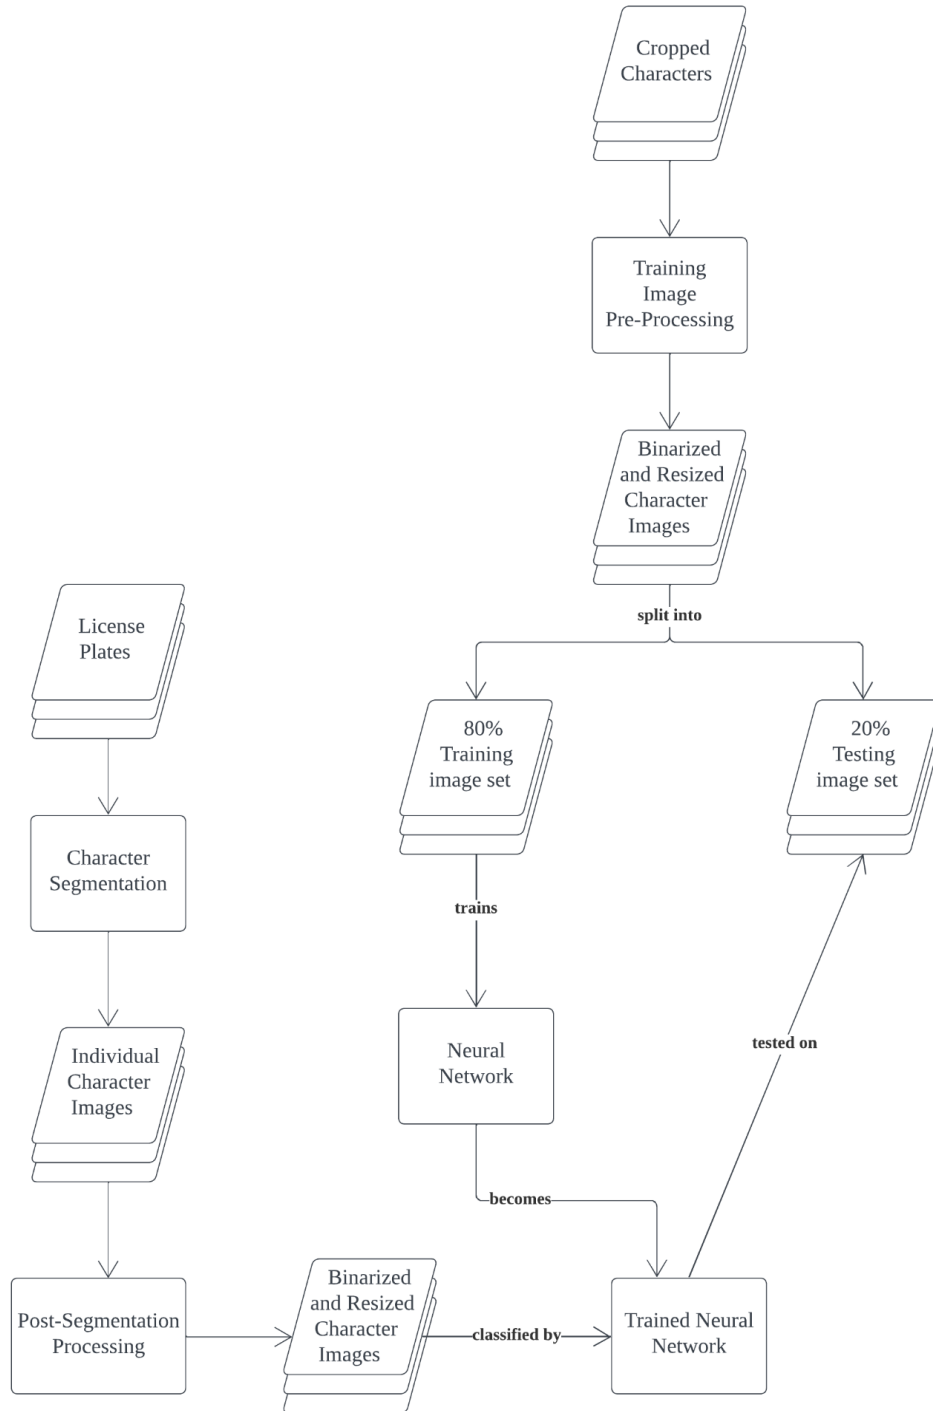 Cropped
Characters
Training
Image
Pre-Processing
Binarized
and Resized
Character
Images
split into
License
Plates
80%
Training
image set
20%
Testing
image set
Character
Segmentation
trains
Individual
Character
Images
Neural
Network
tested on
becomes
Post-Segmentation
Processing
Binarized
and Resized
Character
Images
classified by
Trained Neural
Network